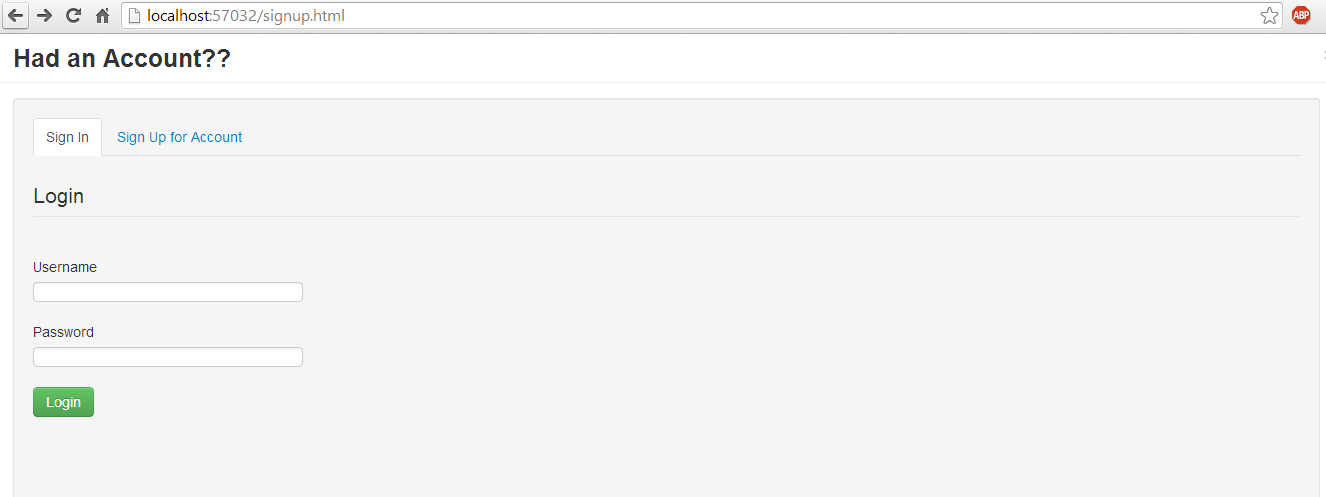 localhost:57032/signup.html
ABP
Had an Account??
Sign In Sign Up for Account
Login
Username
Password
Login